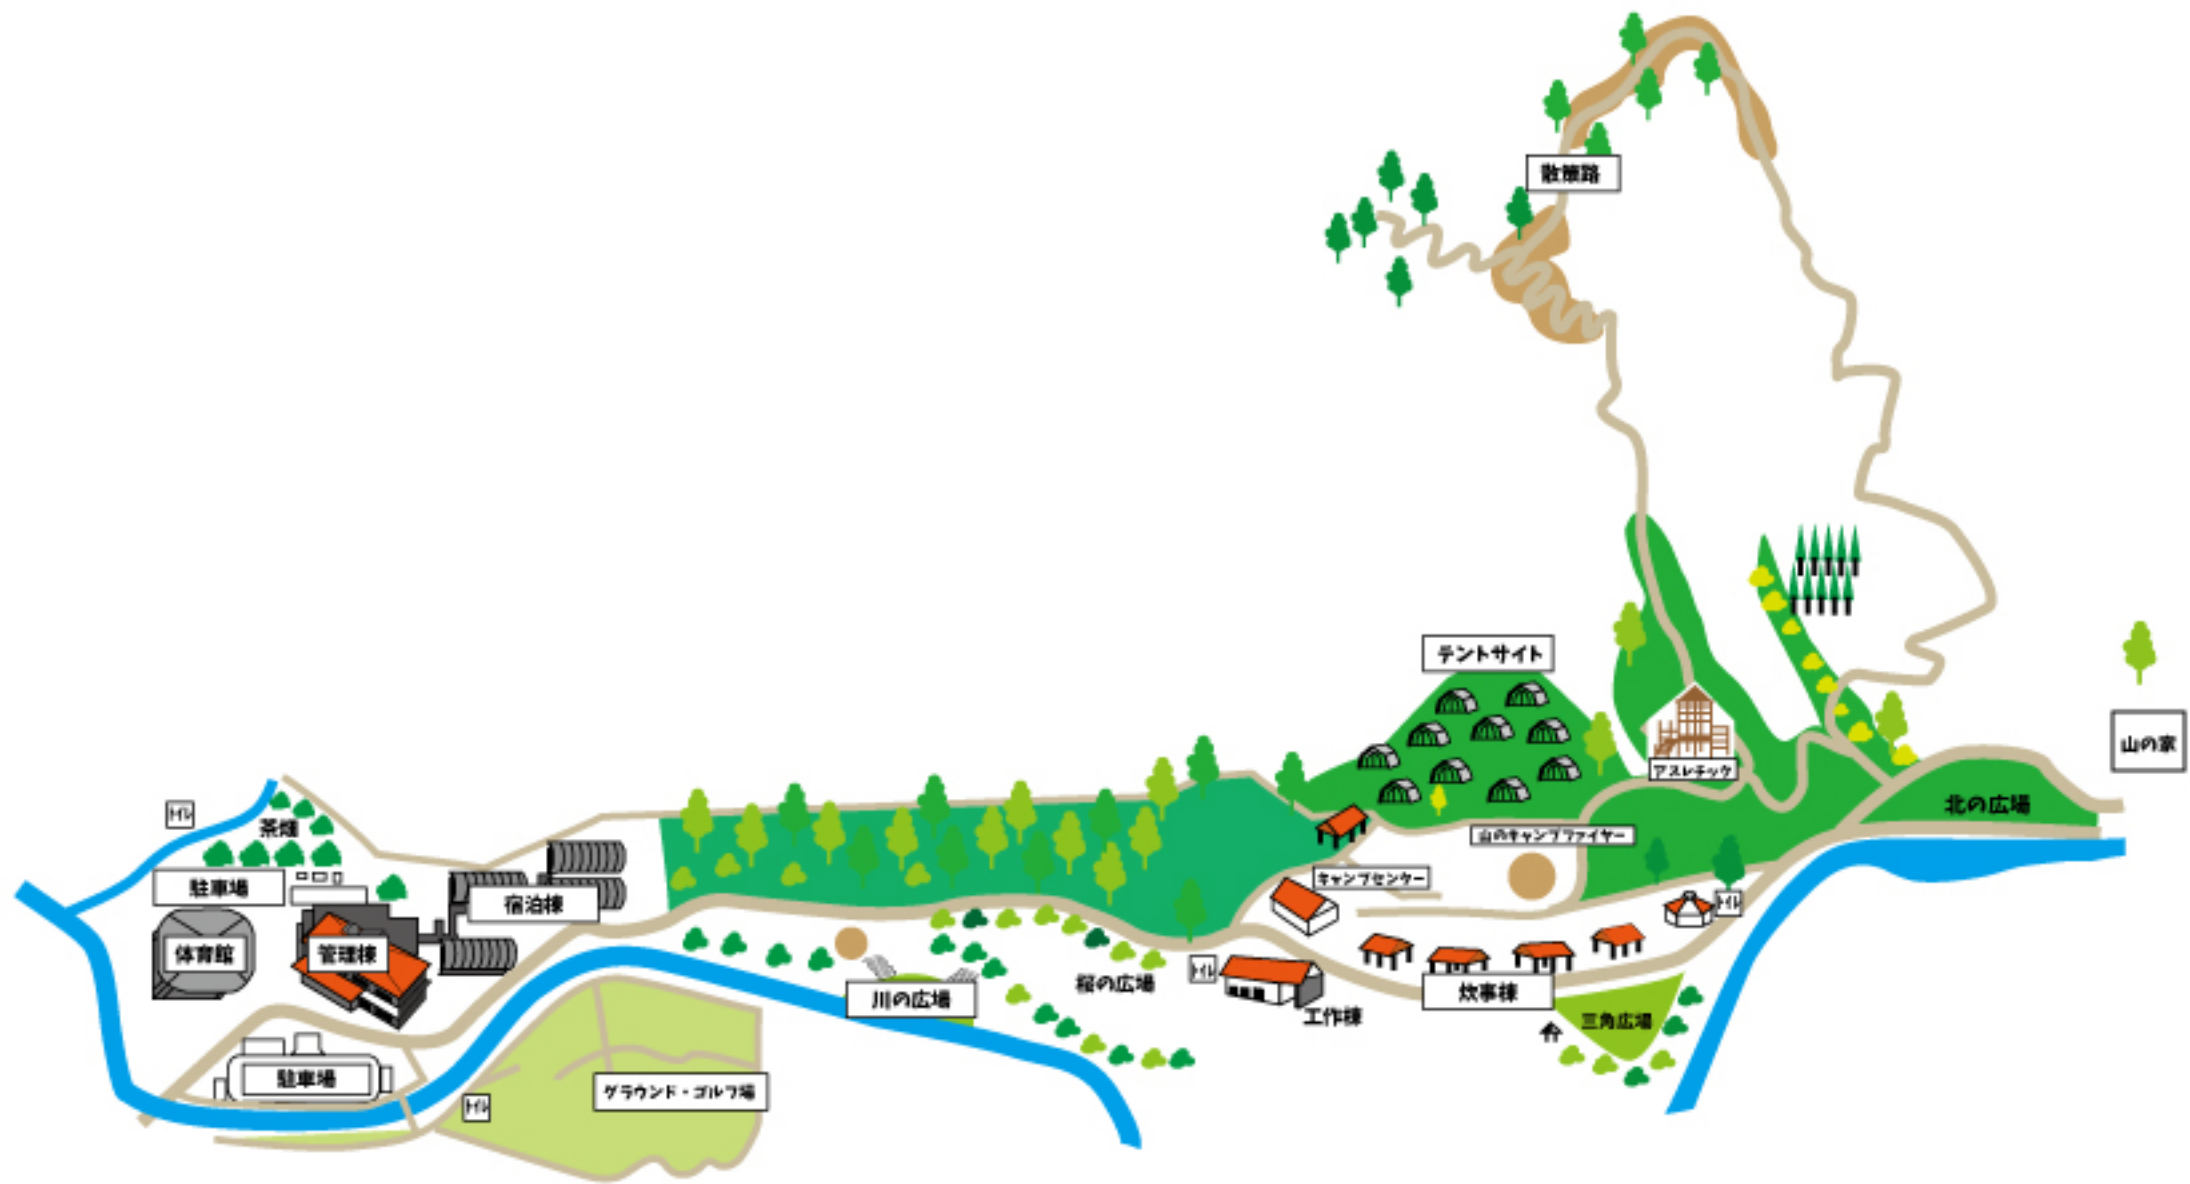 散策路
テントサイト
山の家
アスレチック
北の広場
トイレ
茶畑
山のキャンプファイヤー
駐車場
キャンプセンター
宿泊棟
トイレ
体育館
管理棟
川の広場
桜の広場
トイレ
炊事棟
工作棟
三角広場
駐車場
グラウンド・ゴルフ場
トイレ